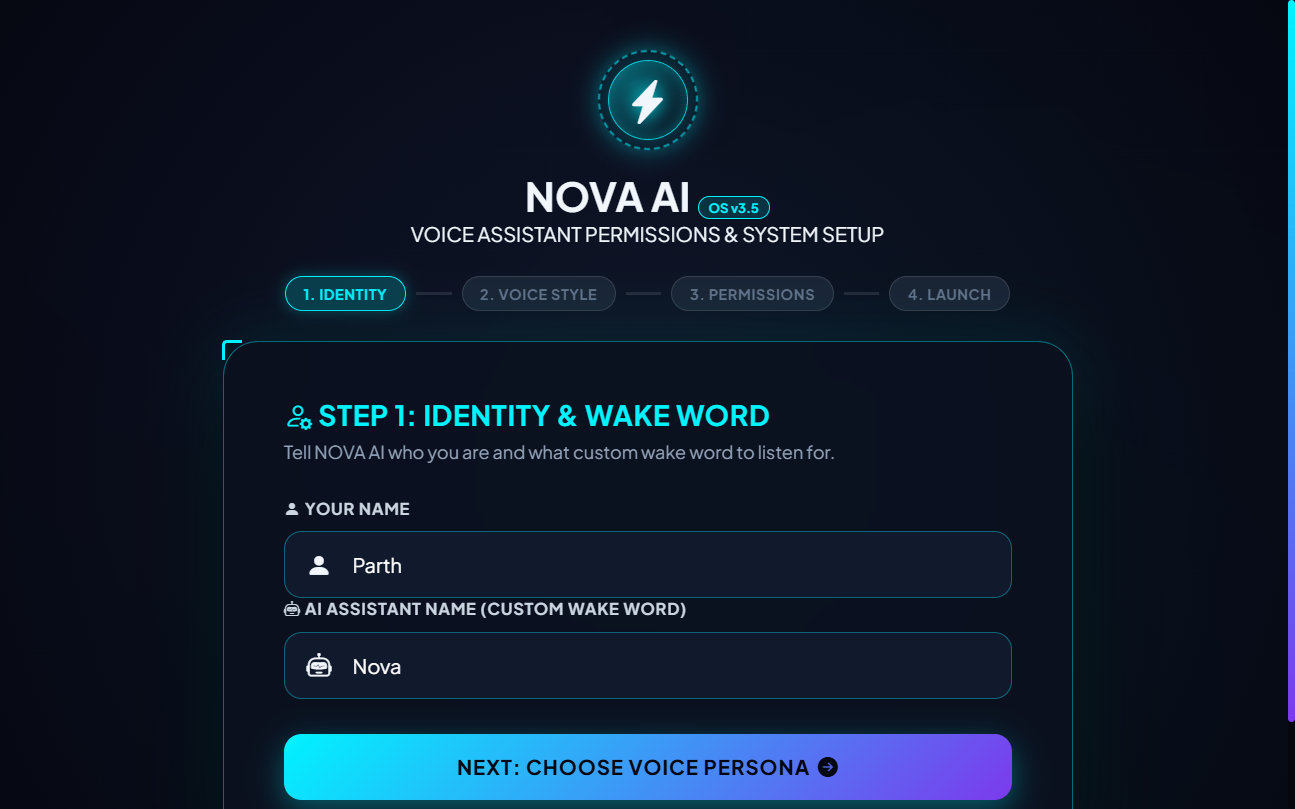 NOVA AI OS v3.5
VOICE ASSISTANT PERMISSIONS & SYSTEM SETUP
1. IDENTITY 2. VOICE STYLE 3. PERMISSIONS 4. LAUNCH
STEP 1: IDENTITY & WAKE WORD
Tell NOVA AI who you are and what custom wake word to listen for.
YOUR NAME
Parth
AI ASSISTANT NAME (CUSTOM WAKE WORD)
Nova
NEXT: CHOOSE VOICE PERSONA